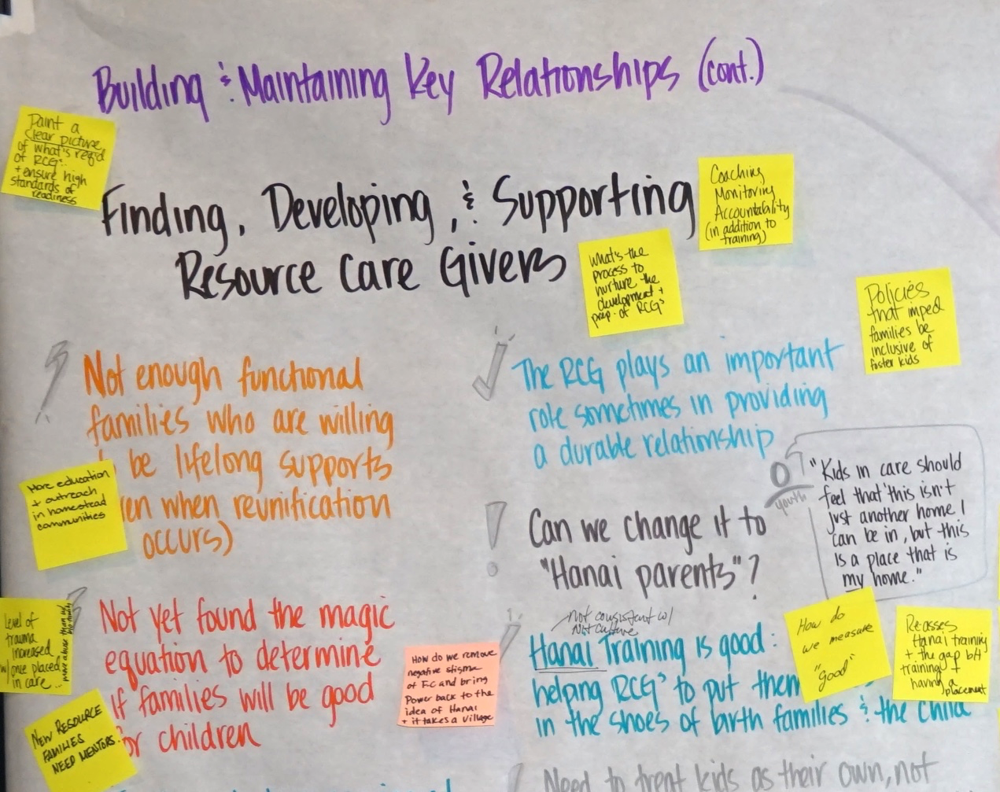 Building & Maintaining Key Relationships (cont.)
Paint a
clear picture
of what's req'd
of RCG's
+ ensure high
standards of
readiness
Finding, Developing, & Supporting
Resource Care Givers
Coaching
Monitoring
Accountability
(in addition to
training)
What's the
process to
nurture the
development +
prep. of RCG's
Policies
that imped
families be
inclusive of
foster kids
Not enough functional
families who are willing
be lifelong supports
when reunification
occurs)
More education
+ outreach
in homestead
communities
The RCG plays an important
role sometimes in providing
a durable relationship
youth
"Kids in care should
feel that 'this isn't
just another home I
can be in, but this
is a place that is
my home."
Can we change it to
"Hanai parents"?
Not yet found the magic
equation to determine
if families will be good
for children
Level of
trauma
increased
w/ once placed
in care
more abuse than w/
NEW RESOURCE
FAMILIES
NEED MENTORS.
How do we remove
negative stigma
of F.C and bring
Power back to the
idea of Hanai
+ it takes a village
not consistent w/
Nat culture
Hanai Training is good:
helping RCG's to put them
in the shoes of birth families & the child
How do
we measure
"good"
Re-asses
Hanai training
+ the gap b/t
training +
having a
placement
Need to treat kids as their own, not